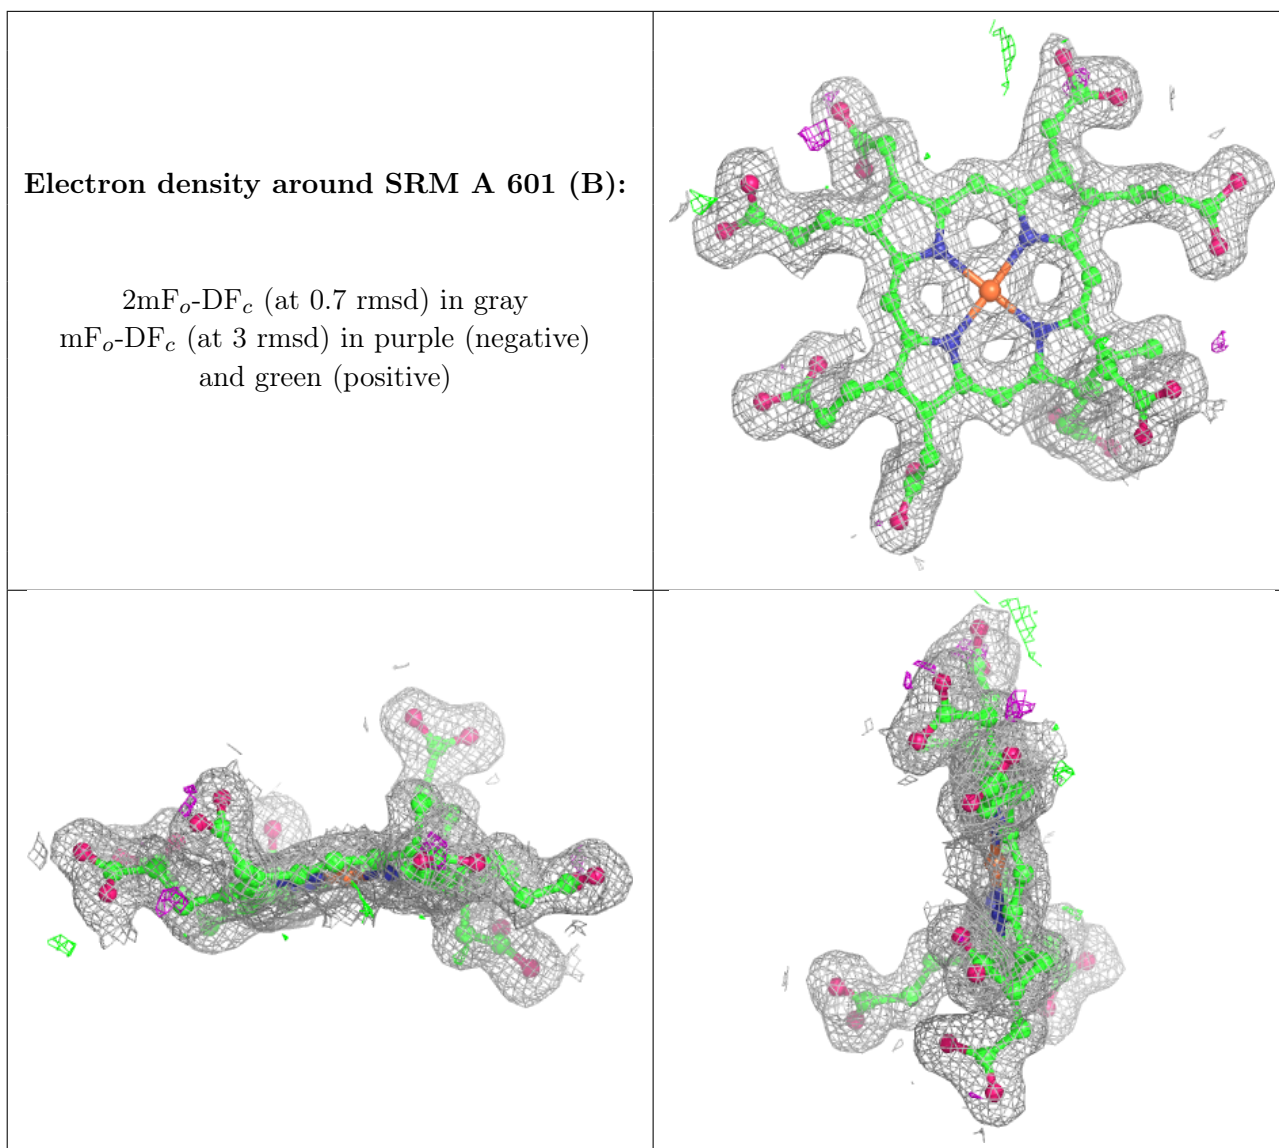 Electron density around SRM A 601 (B):
2mFo-DFc (at 0.7 rmsd) in gray
mFo-DFc (at 3 rmsd) in purple (negative)
and green (positive)